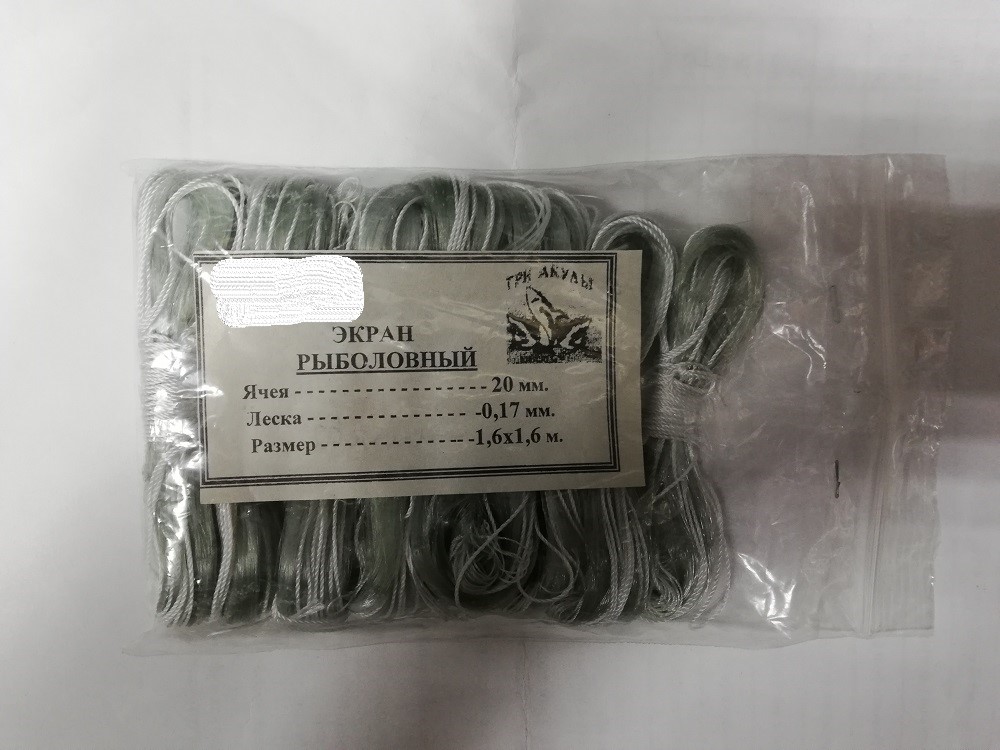 ТРИ АКУЛЫ
ЭКРАН
РЫБОЛОВНЫЙ
Ячея - - - - - - - - - - - - - - - - - 20 мм.
Леска - - - - - - - - - - - - - - -0,17 мм.
Размер - - - - - - - - - - - - -- -1,6х1,6 м.